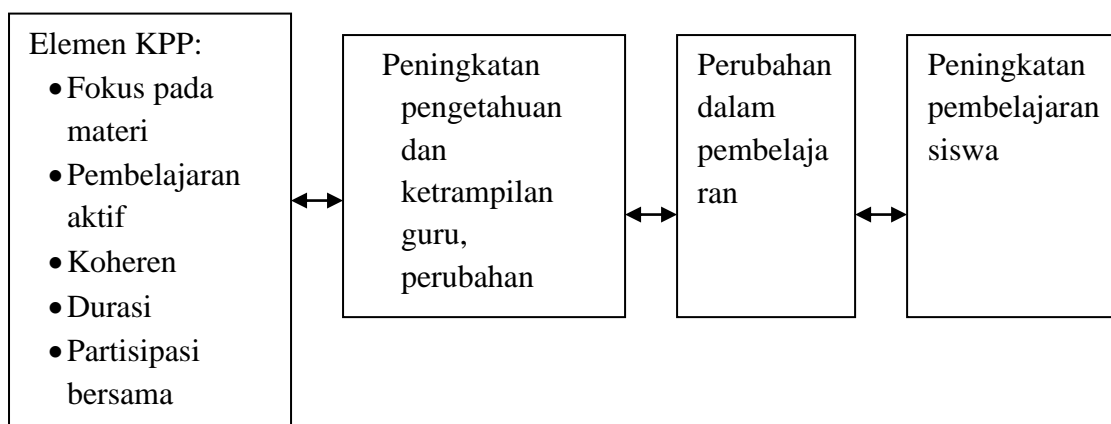 Elemen KPP:
• Fokus pada
materi
• Pembelajaran
aktif
• Koheren
• Durasi
• Partisipasi
bersama
Peningkatan
pengetahuan
dan
ketrampilan
guru,
perubahan
Perubahan
dalam
pembelaja
ran
Peningkatan
pembelajaran
siswa